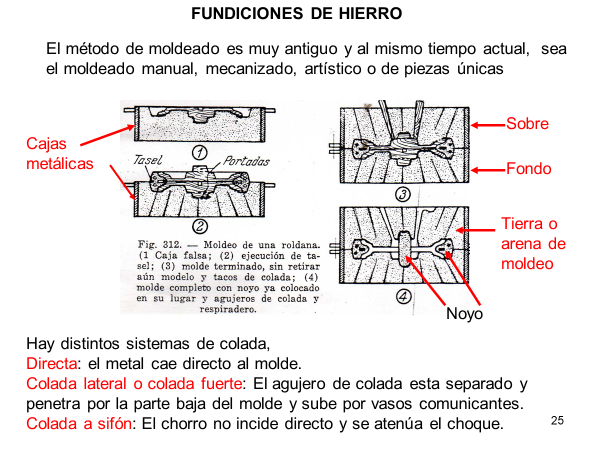 FUNDICIONES DE HIERRO
El método de moldeado es muy antiguo y al mismo tiempo actual, sea
el moldeado manual, mecanizado, artístico o de piezas únicas
Cajas
metálicas
Tasel
Portadas
1
2
3
4
Sobre
Fondo
Tierra o
arena de
moldeo
Noyo
Fig. 312. — Moldeo de una roldana.
(1 Caja falsa; (2) ejecución de ta-
sel; (3) molde terminado, sin retirar
aún modelo y tacos de colada; (4)
molde completo con noyo ya colocado
en su lugar y agujeros de colada y
respiradero.
Hay distintos sistemas de colada,
Directa: el metal cae directo al molde.
Colada lateral o colada fuerte: El agujero de colada esta separado y
penetra por la parte baja del molde y sube por vasos comunicantes.
Colada a sifón: El chorro no incide directo y se atenúa el choque.
25